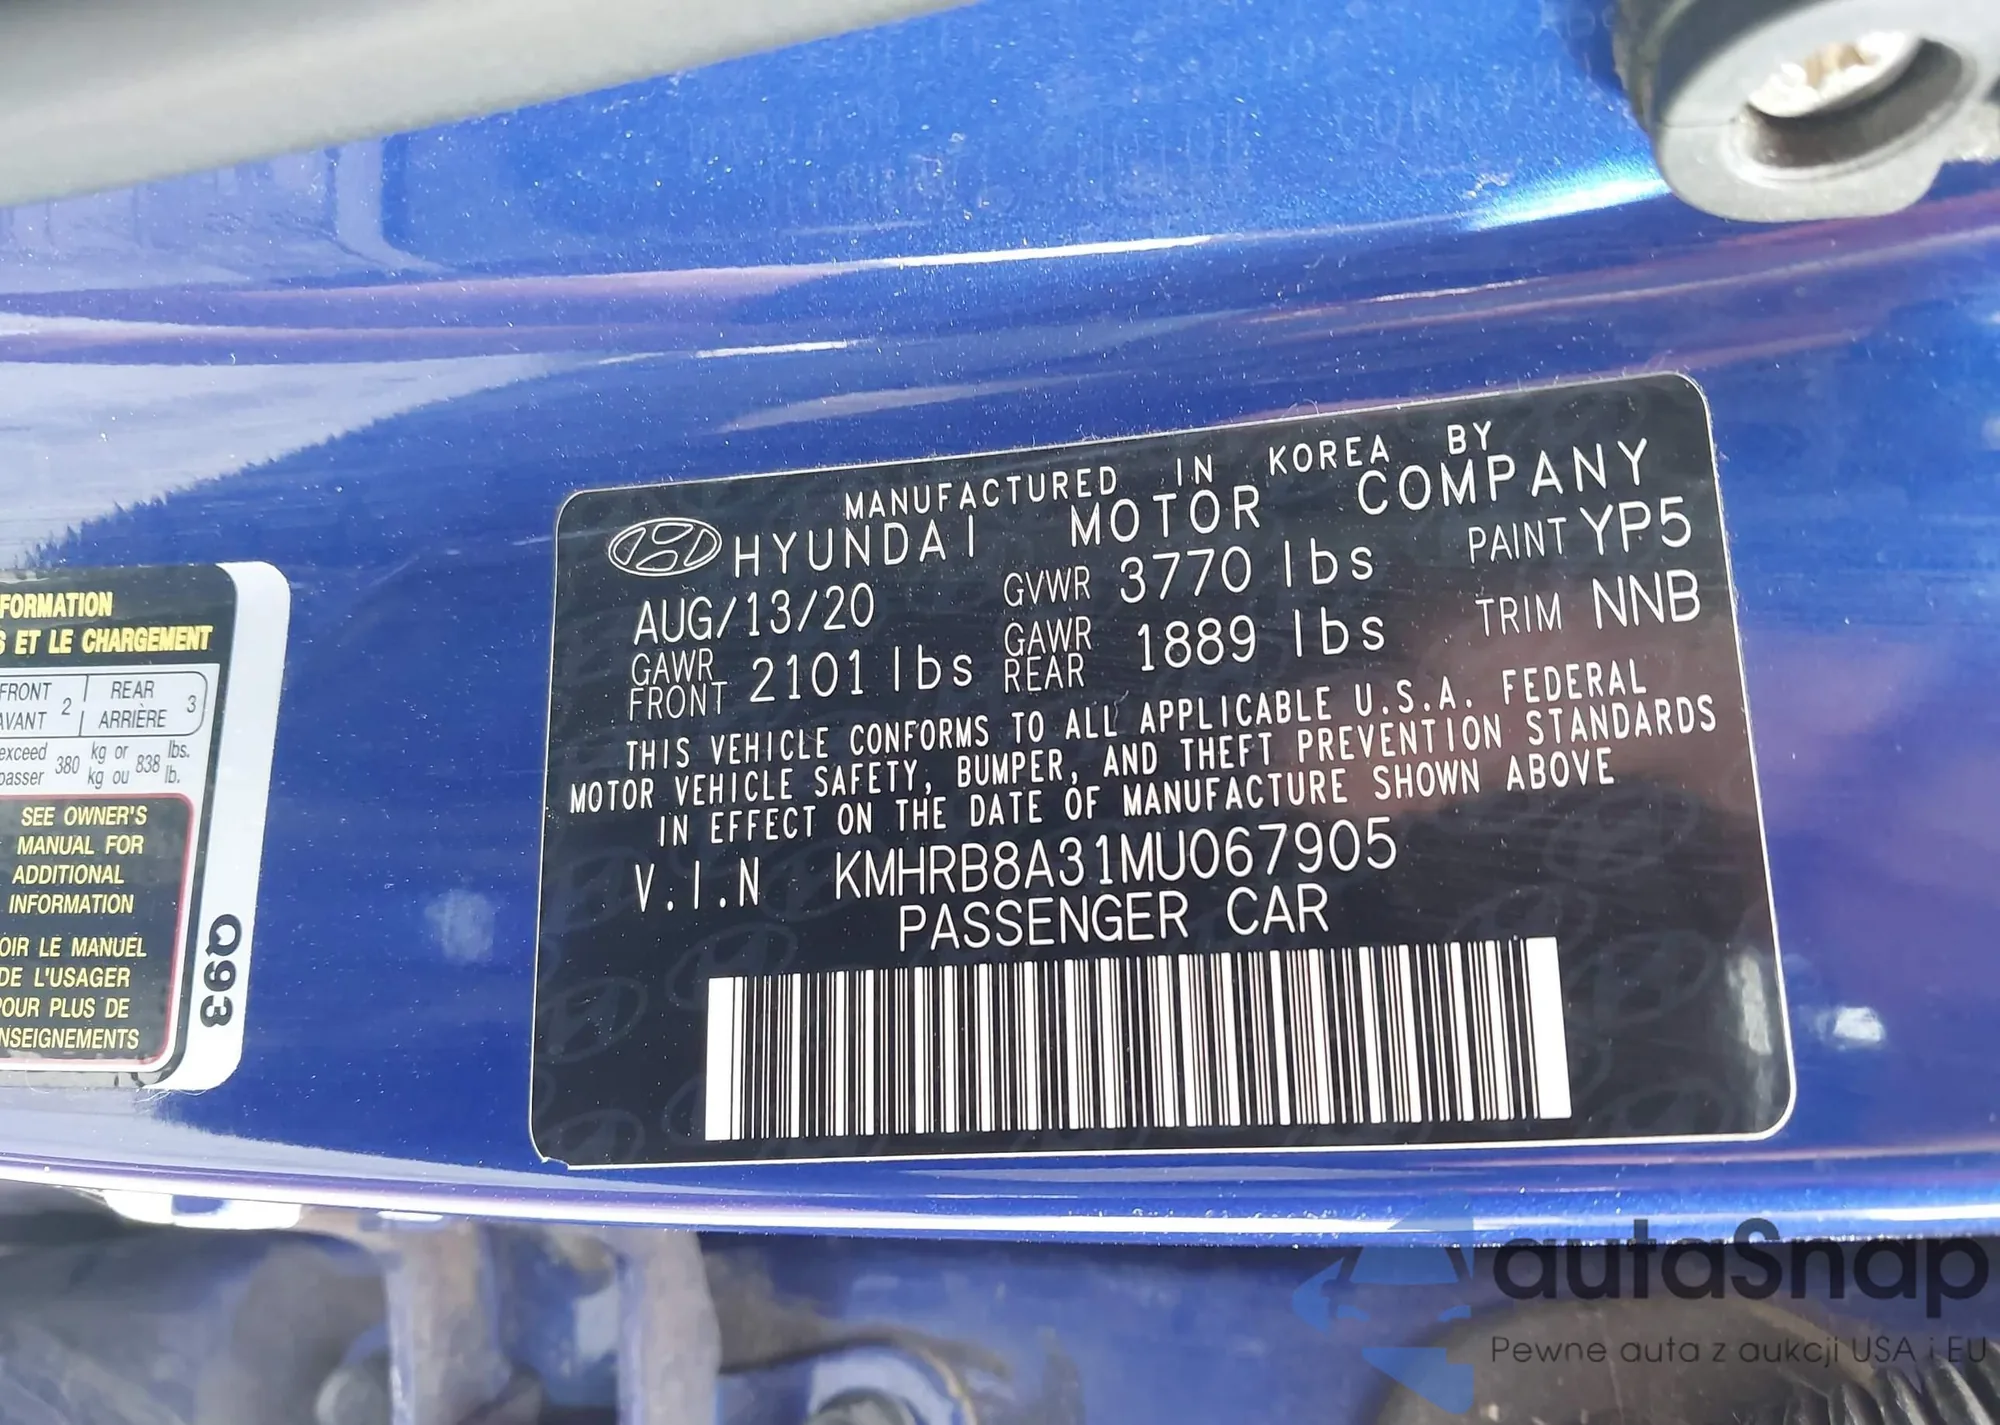 FORMATION
S ET LE CHARGEMENT
FRONT 2 REAR 3
AVANT ARRIÈRE
exceed 380 kg or 838 lbs.
passer kg ou lb.
SEE OWNER'S
MANUAL FOR
ADDITIONAL
INFORMATION
OIR LE MANUEL
DE L'USAGER
POUR PLUS DE
NSEIGNEMENTS
Q93
MANUFACTURED IN KOREA BY
HYUNDAI MOTOR COMPANY
AUG/13/20 GVWR 3770 lbs PAINT YP5
GAWR FRONT 2101 lbs GAWR REAR 1889 lbs TRIM NNB
THIS VEHICLE CONFORMS TO ALL APPLICABLE U.S.A. FEDERAL
MOTOR VEHICLE SAFETY, BUMPER, AND THEFT PREVENTION STANDARDS
IN EFFECT ON THE DATE OF MANUFACTURE SHOWN ABOVE
V.I.N KMHRB8A31MU067905
PASSENGER CAR
autaSnap
Pewne auta z aukcji USA i EU